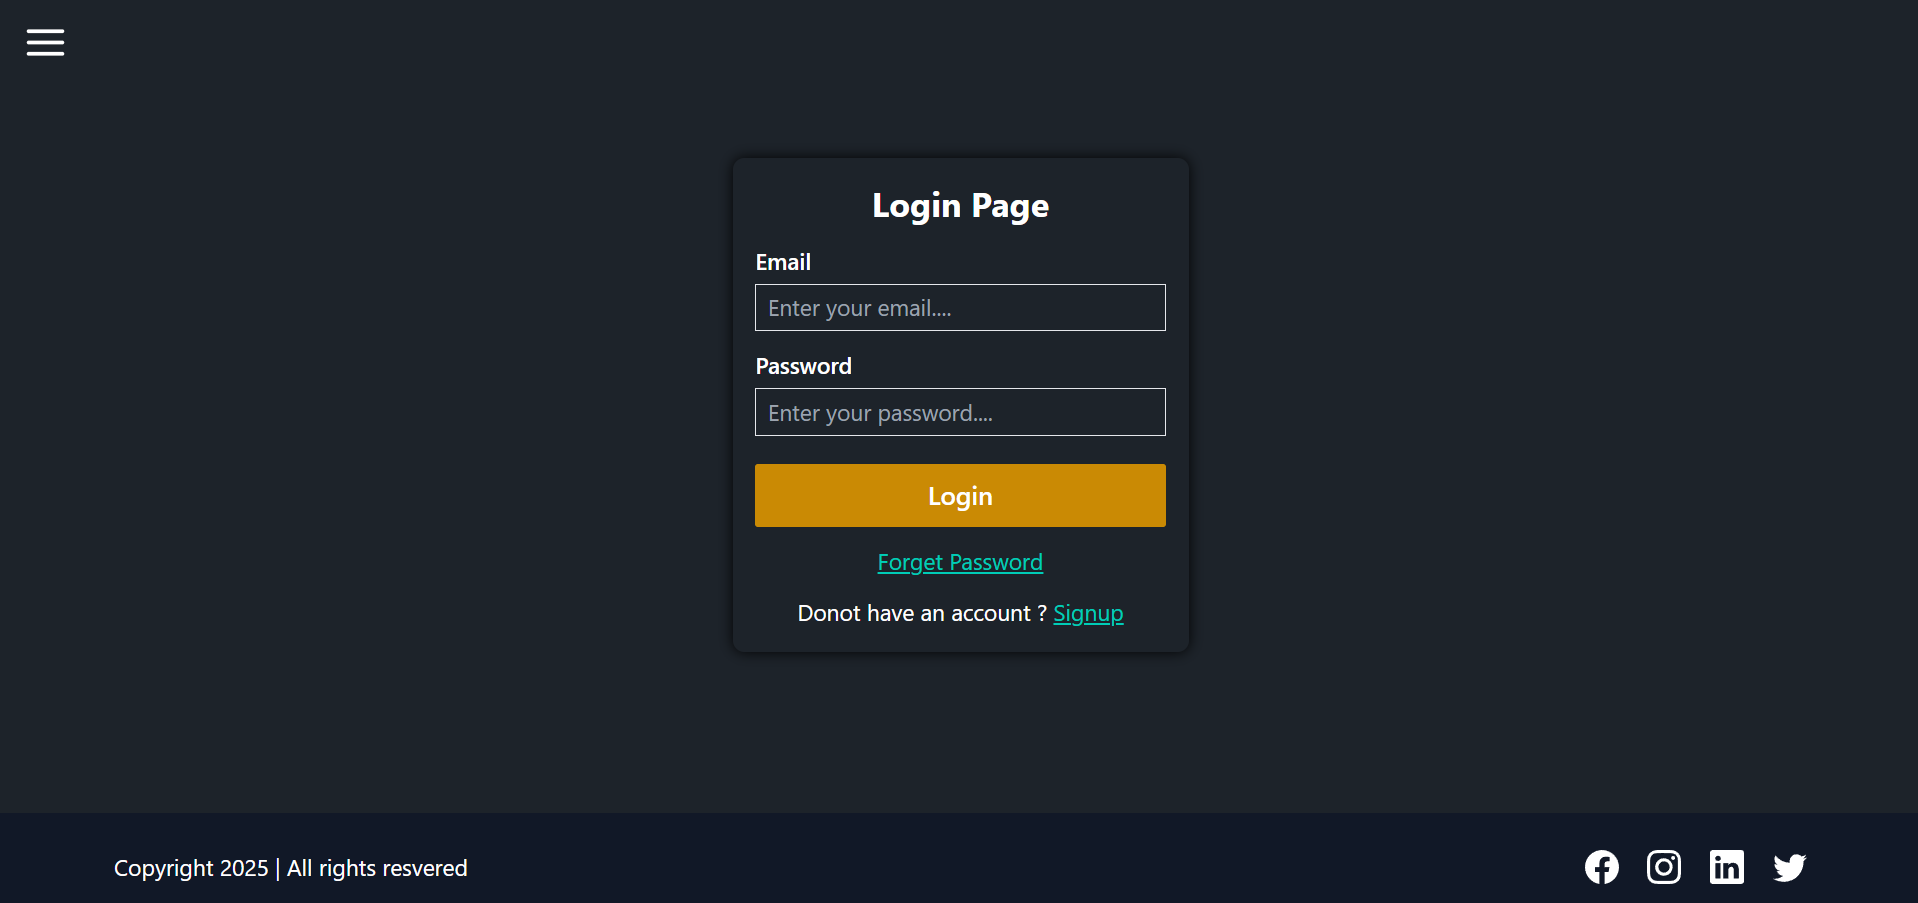 Login Page
Email
Enter your email....
Password
Enter your password....
Login
Forget Password
Donot have an account ? Signup
Copyright 2025 | All rights resvered